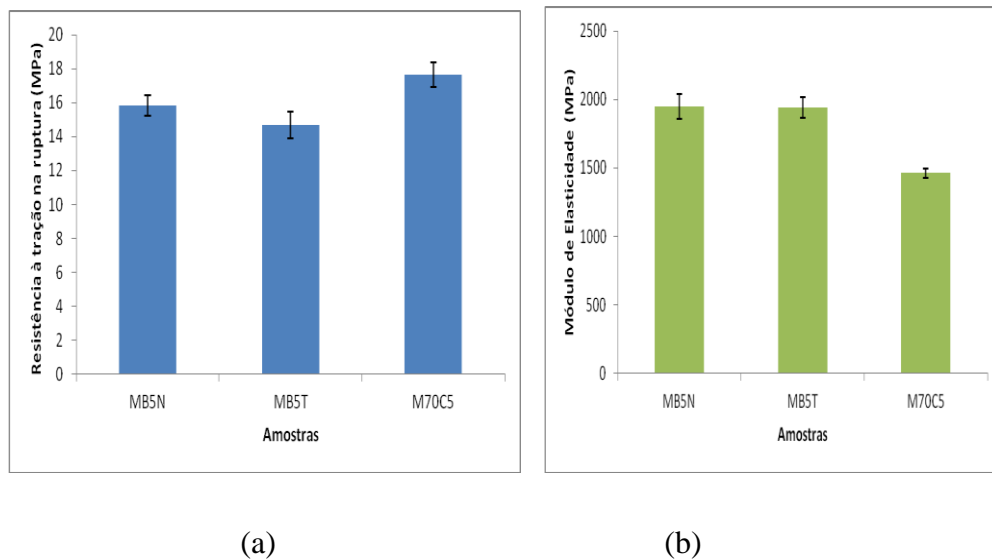 Resistência à tração na ruptura (MPa)
20
18
16
14
12
10
8
6
4
2
0
MB5N MB5T M70C5
Amostras
Módulo de Elasticidade (MPa)
2500
2000
1500
1000
500
0
MB5N MB5T M70C5
Amostras
(a) (b)